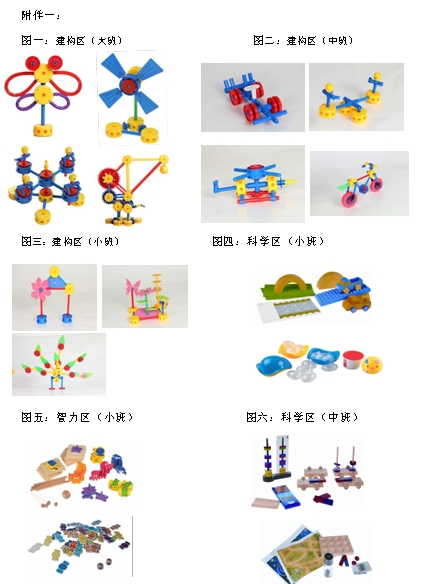 附件一：
图一：建构区（大班）
图二：建构区（中班）
图三：建构区（小班）
图四：科学区（小班）
图五：智力区（小班）
图六：科学区（中班）